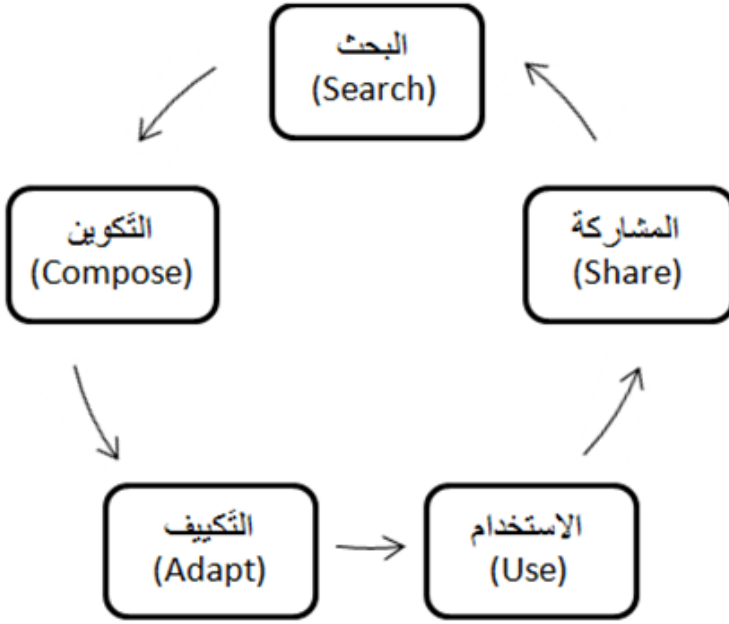 البحث
(Search)
التَكوين
(Compose)
التَكييف
(Adapt)
الاستخدام
(Use)
المشاركة
(Share)